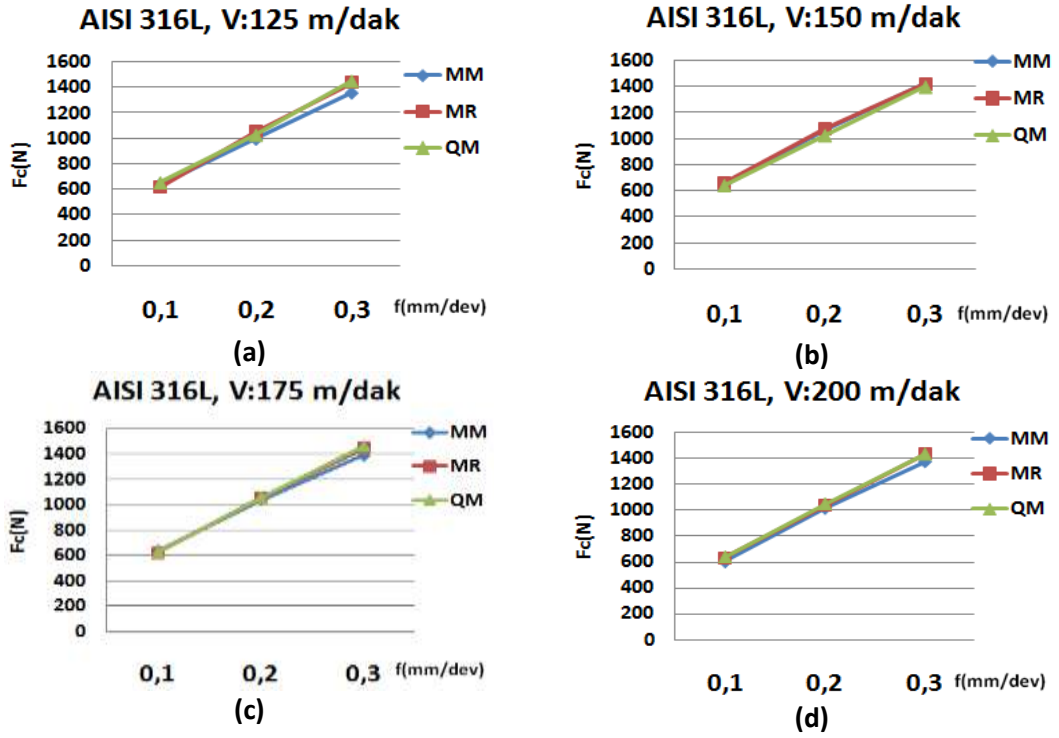 AISI 316L, V:125 m/dak
1600
1400
1200
1000
800
600
400
200
0
Fc(N)
0,1 0,2 0,3 f(mm/dev)
MM
MR
QM
(a)
AISI 316L, V:150 m/dak
1600
1400
1200
1000
800
600
400
200
0
Fc(N)
0,1 0,2 0,3 f(mm/dev)
MM
MR
QM
(b)
AISI 316L, V:175 m/dak
1600
1400
1200
1000
800
600
400
200
0
Fc(N)
0,1 0,2 0,3 f(mm/dev)
MM
MR
QM
(c)
AISI 316L, V:200 m/dak
1600
1400
1200
1000
800
600
400
200
0
Fc(N)
0,1 0,2 0,3 f(mm/dev)
MM
MR
QM
(d)